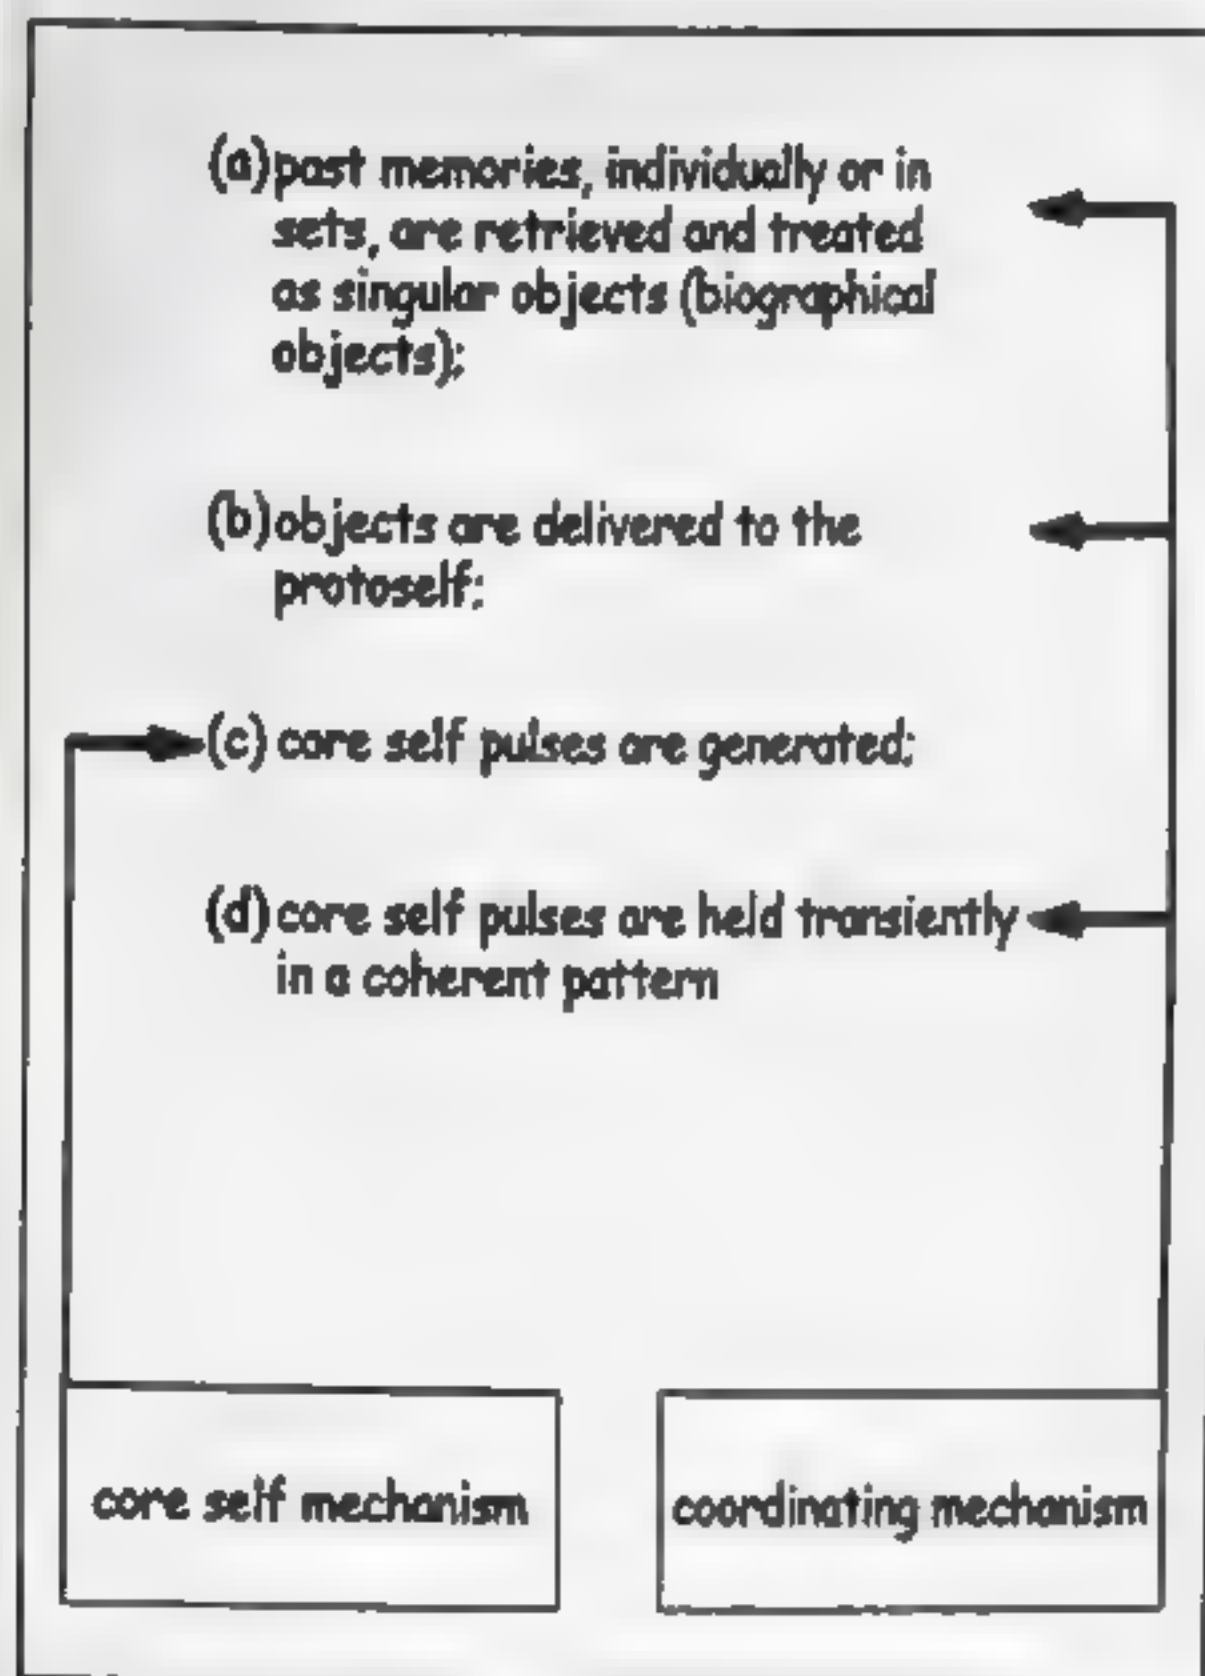 (a) past memories, individually or in
sets, are retrieved and treated
as singular objects (biographical
objects);
(b) objects are delivered to the
protoself;
(c) core self pulses are generated;
(d) core self pulses are held transiently
in a coherent pattern
core self mechanism
coordinating mechanism